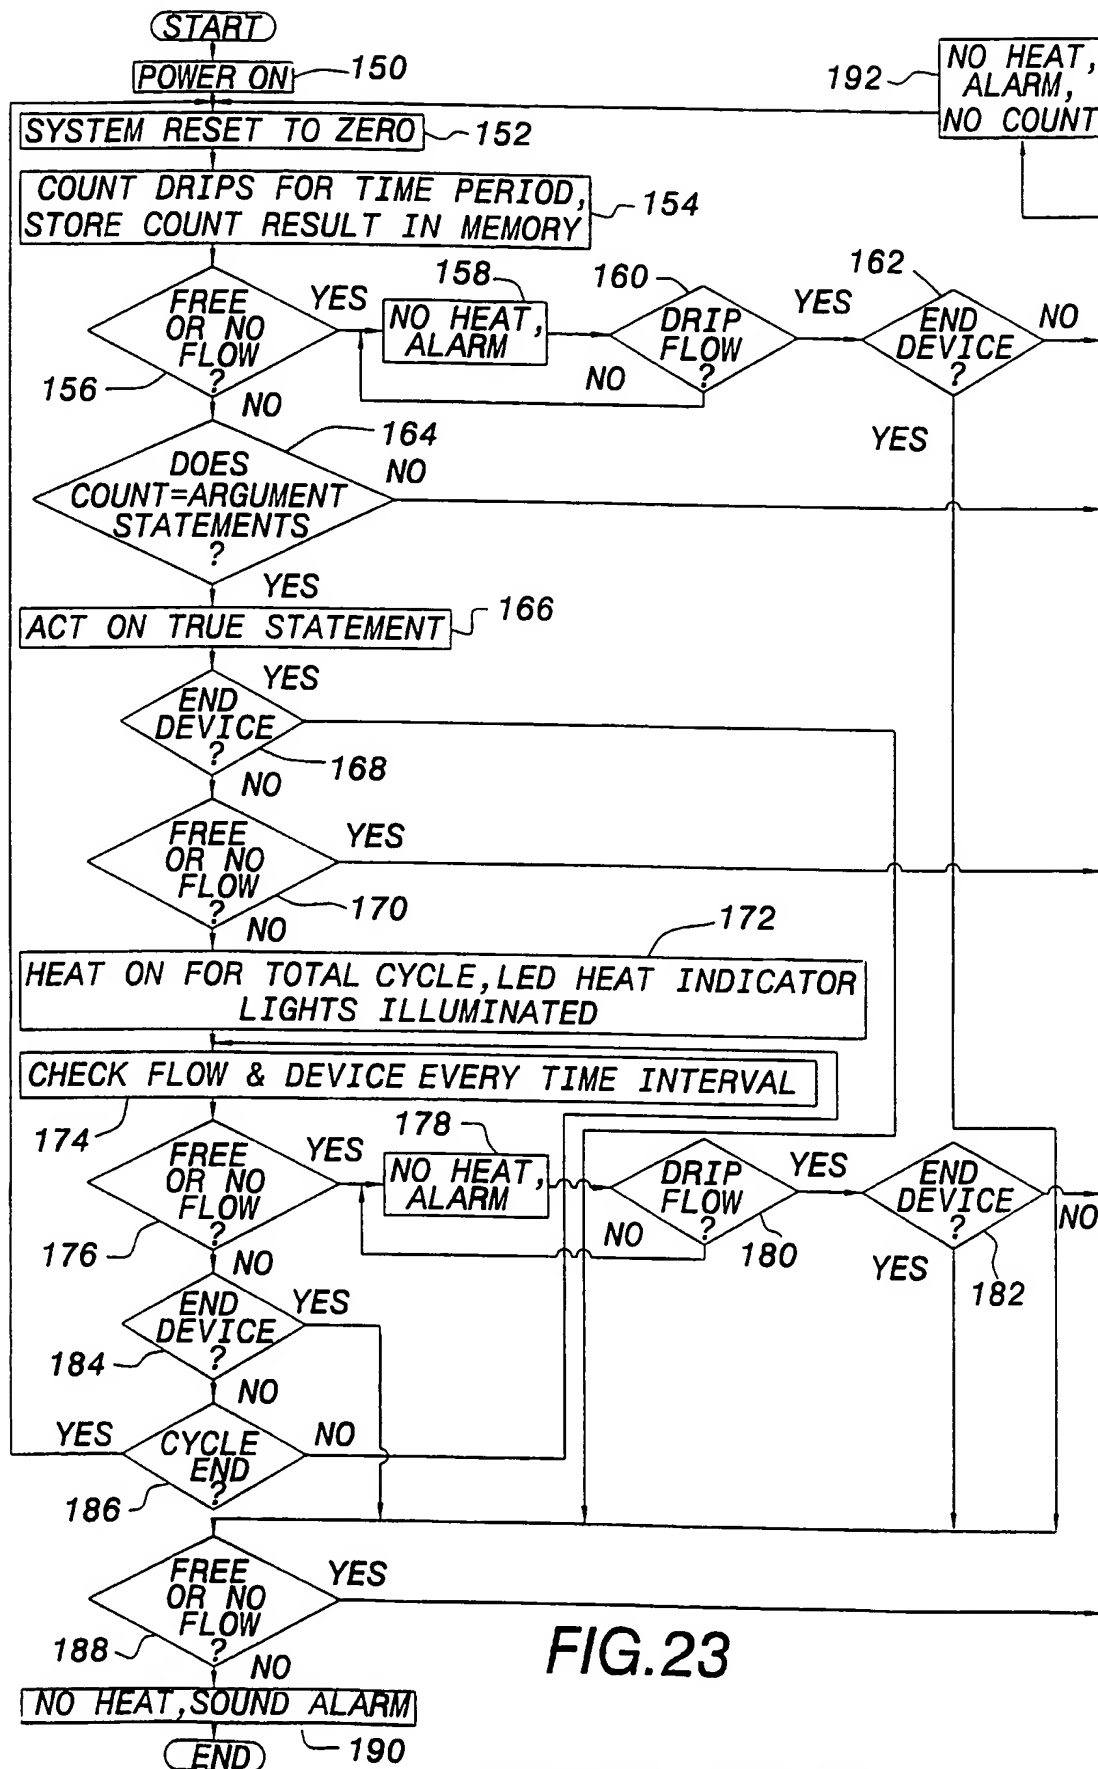 START
POWER ON
150
192
NO HEAT,
ALARM,
NO COUNT
SYSTEM RESET TO ZERO
152
COUNT DRIPS FOR TIME PERIOD,
STORE COUNT RESULT IN MEMORY
154
FREE
OR NO
FLOW
?
156
YES
NO
158
NO HEAT,
ALARM
160
DRIP
FLOW
?
YES
NO
162
END
DEVICE
?
NO
YES
164
DOES
COUNT=ARGUMENT
STATEMENTS
?
NO
YES
ACT ON TRUE STATEMENT
166
END
DEVICE
?
YES
168
NO
FREE
OR NO
FLOW
?
YES
170
NO
172
HEAT ON FOR TOTAL CYCLE,LED HEAT INDICATOR
LIGHTS ILLUMINATED
CHECK FLOW & DEVICE EVERY TIME INTERVAL
174
FREE
OR NO
FLOW
?
176
YES
NO
178
NO HEAT,
ALARM
DRIP
FLOW
?
180
YES
NO
END
DEVICE
?
182
NO
YES
END
DEVICE
?
184
YES
NO
CYCLE
END
?
186
YES
NO
FREE
OR NO
FLOW
?
188
YES
NO
FIG.23
NO HEAT,SOUND ALARM
190
END